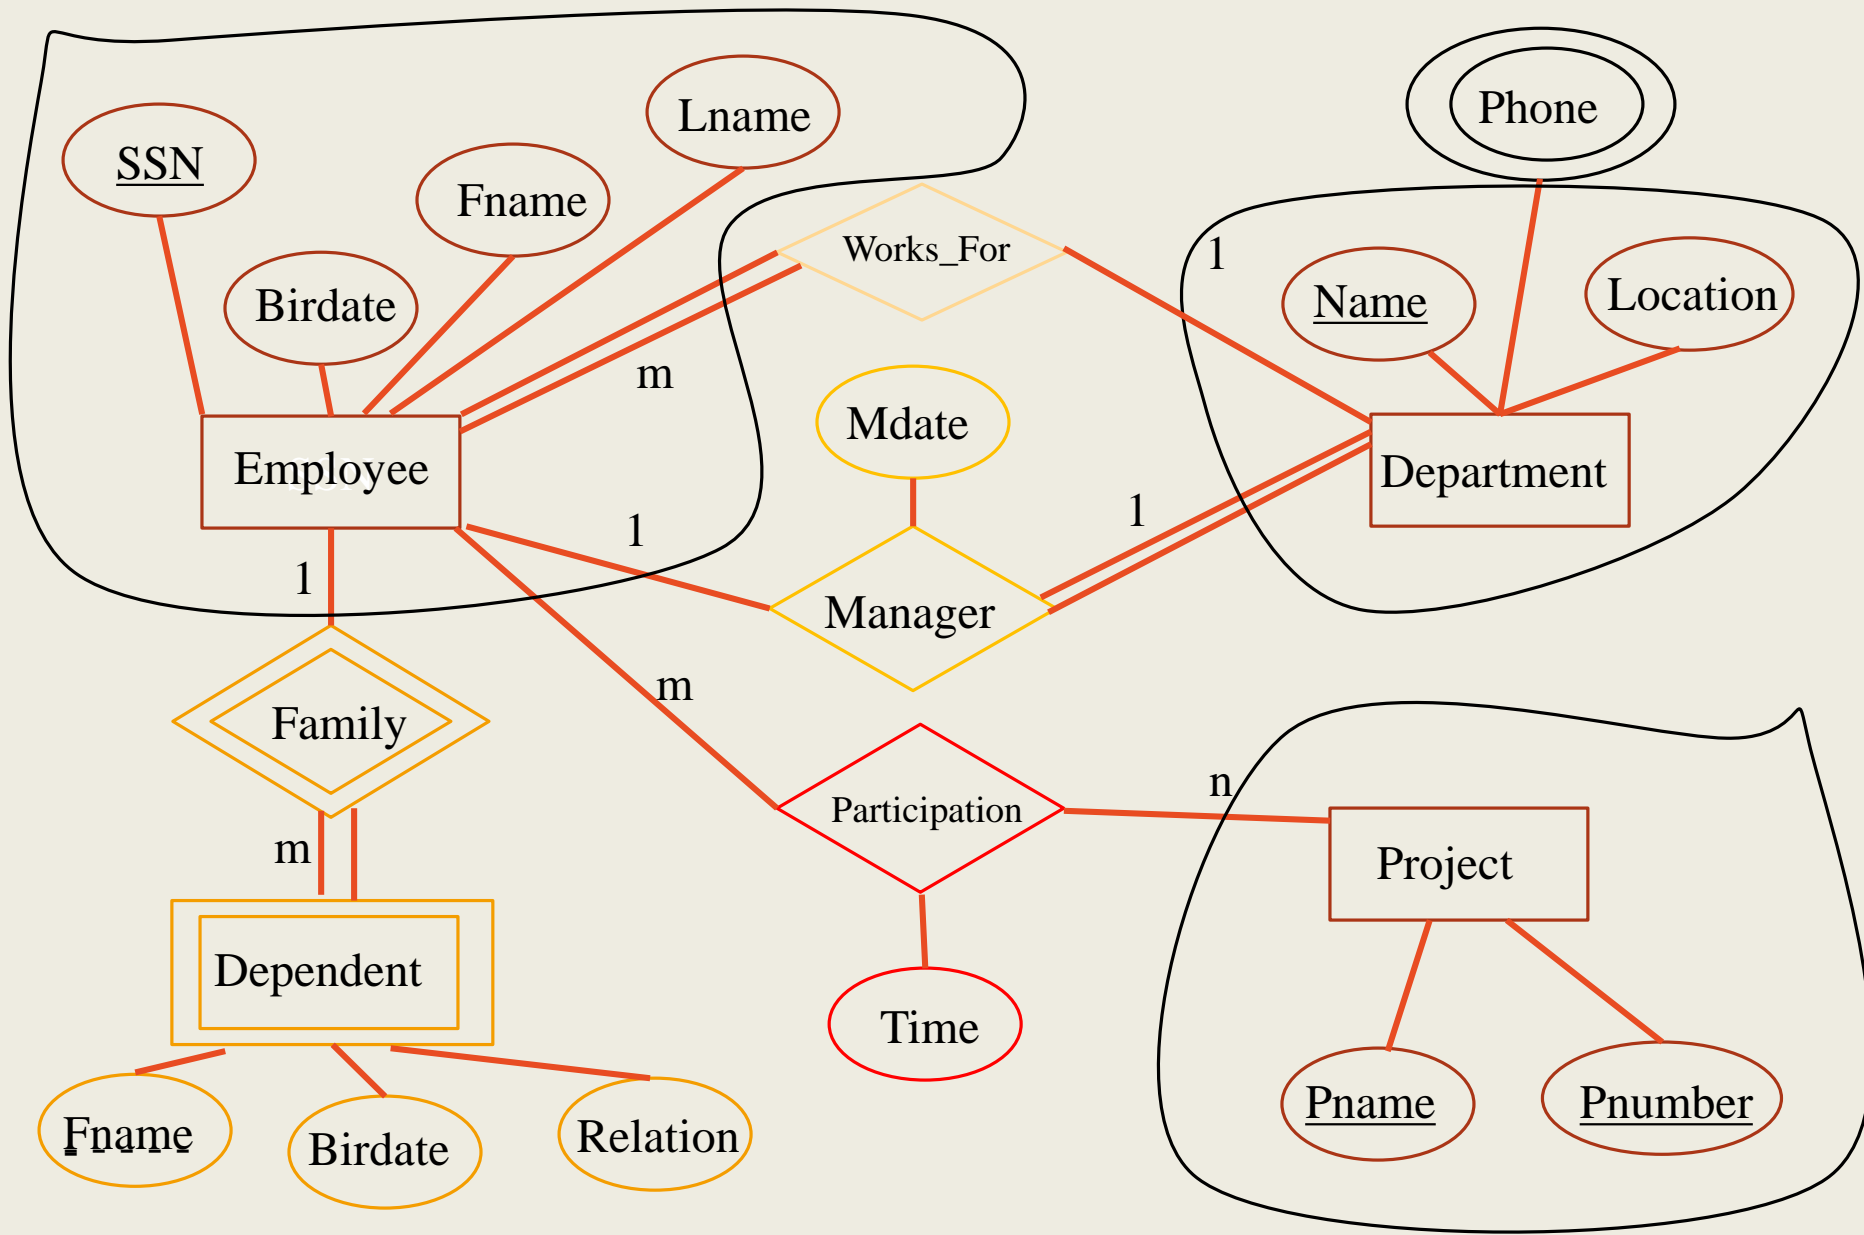 Lname
Phone
SSN
Fname
Works_For
1
Name
Location
Birdate
m
Mdate
Employee
Department
1
1
1
Manager
m
Family
n
Participation
m
Project
Dependent
Time
Pname
Pnumber
Fname
Birdate
Relation